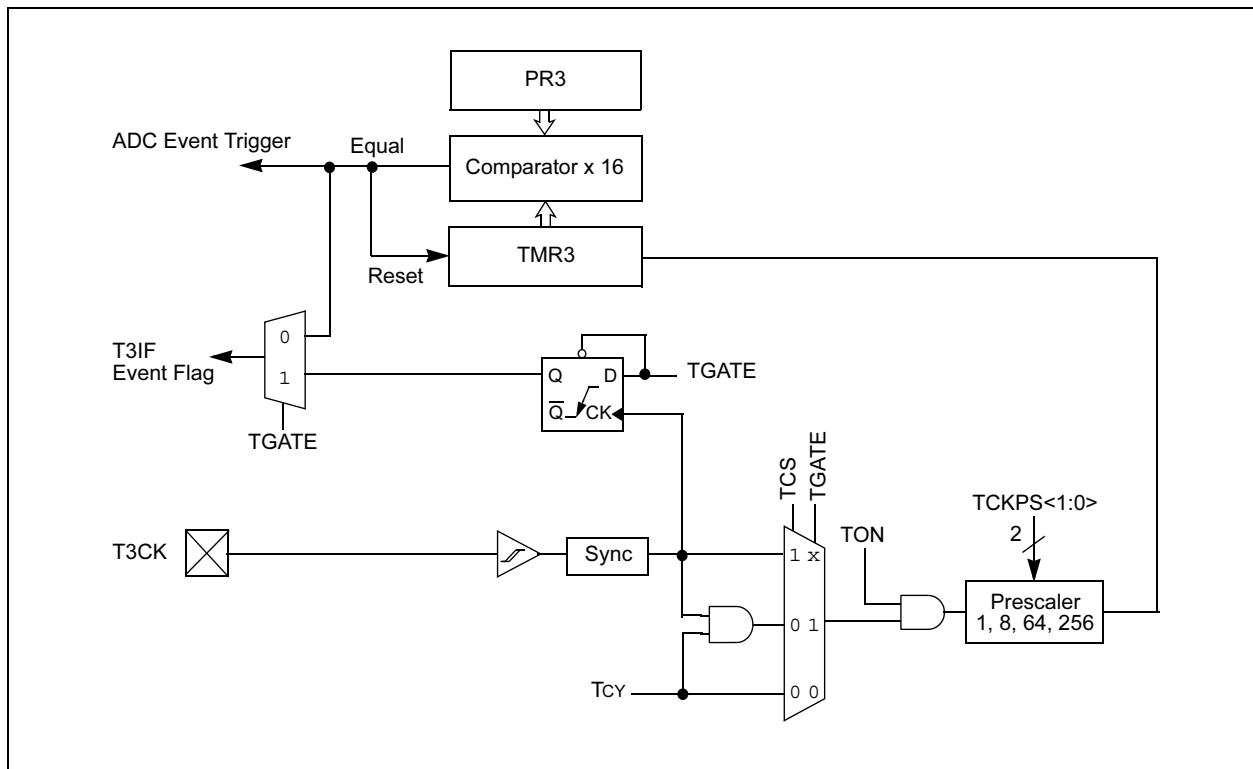 PR3
ADC Event Trigger
Equal
Comparator x 16
TMR3
Reset
0
T3IF
Event Flag
1
Q
D
TGATE
Q̅
CK
TGATE
TCS
TGATE
TCKPS<1:0>
2
TON
T3CK
Sync
1 x
Prescaler
1, 8, 64, 256
0 1
TCY
0 0